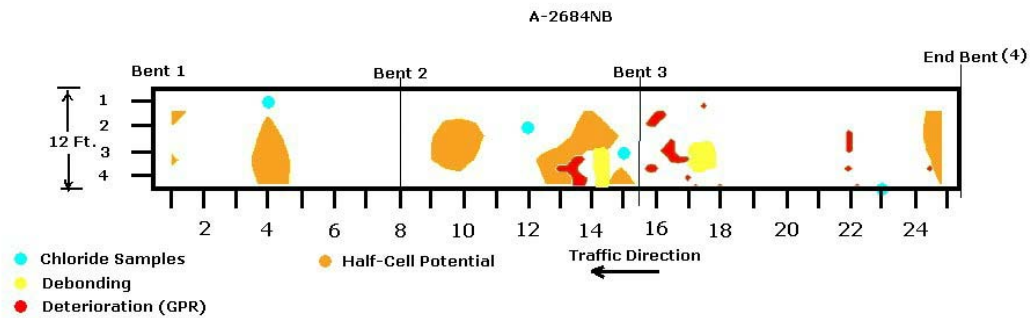 A-2684NB
Bent 1
Bent 2
Bent 3
End Bent (4)
12 Ft.
1
2
3
4
2 4 6 8 10 12 14 16 18 20 22 24
Chloride Samples
Debonding
Deterioration (GPR)
Half-Cell Potential
Traffic Direction